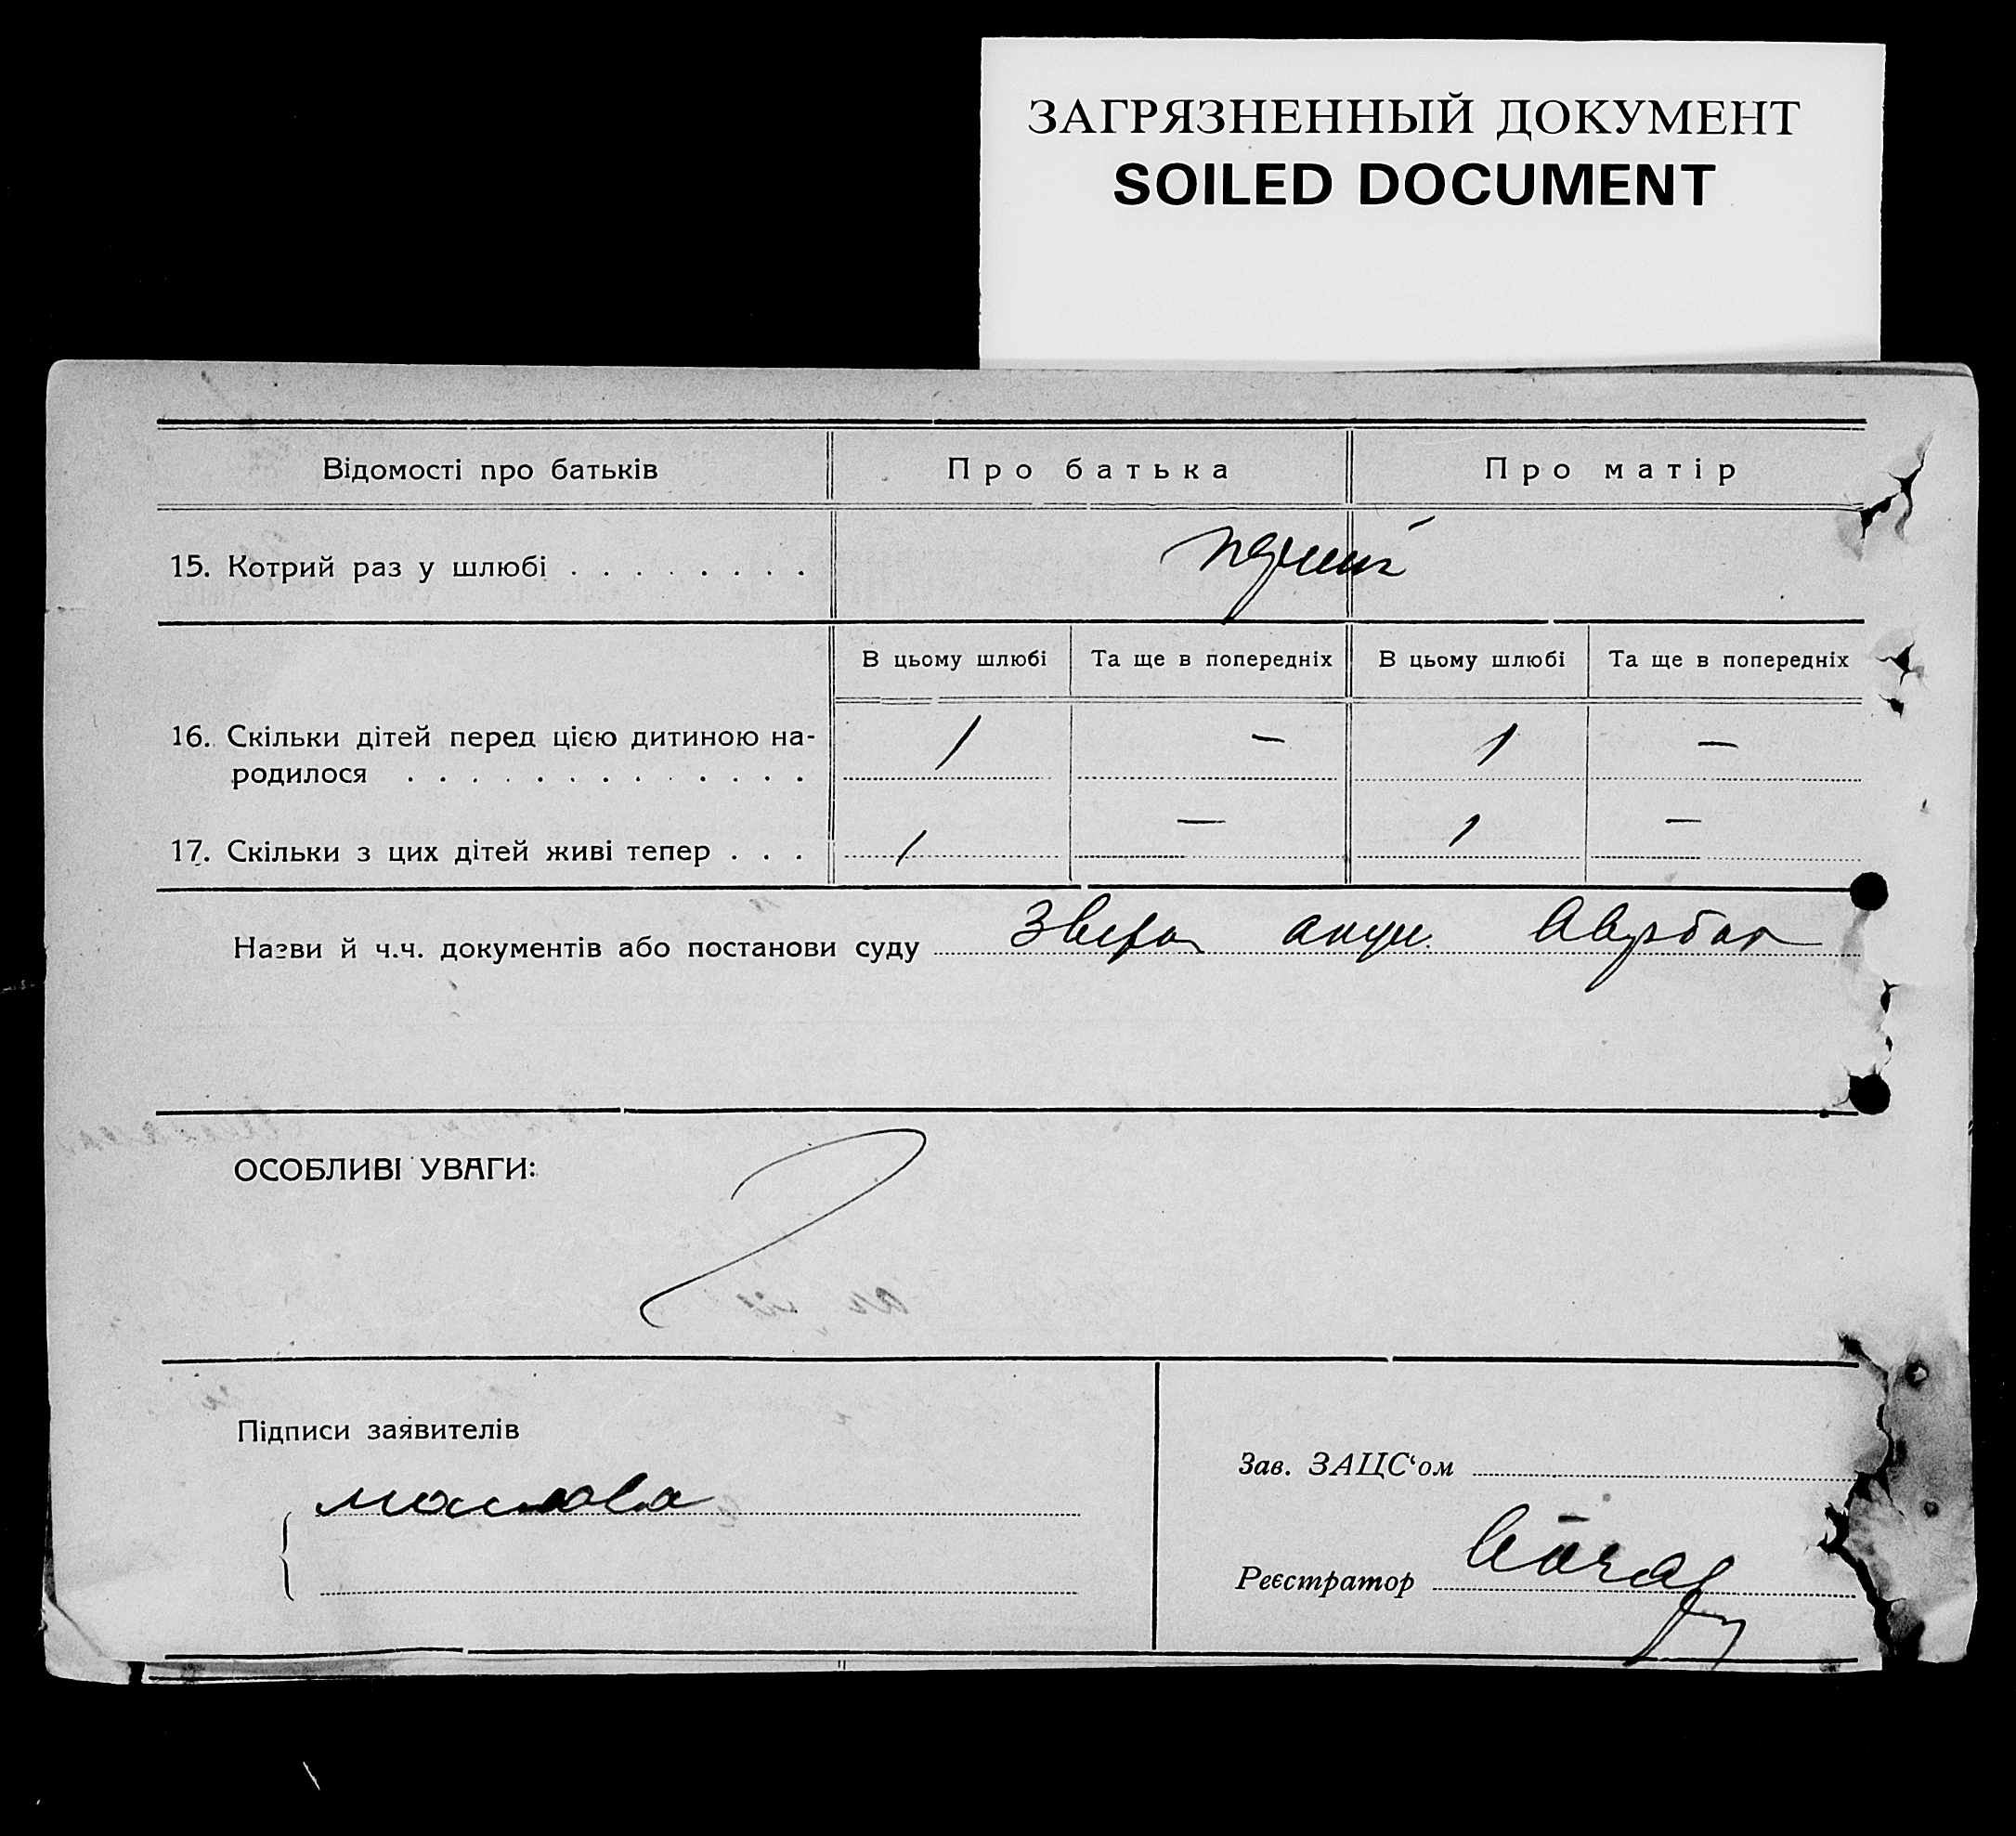 ЗАГРЯЗНЕННЫЙ ДОКУМЕНТ
SOILED DOCUMENT
Відомості про батьків
Про батька
Про матір
15. Котрий раз у шлюбі . . . . . . . .
В цьому шлюбі
Та ще в попередніх
В цьому шлюбі
Та ще в попередніх
16. Скільки дітей перед цією дитиною на-
родилося . . . . . . . . . . . . .
1 — 1 —
17. Скільки з цих дітей живі тепер . . .
1 — 1 —
Назви й ч.ч. документів або постанови суду
ОСОБЛИВІ УВАГИ:
Підписи заявителів
Зав. ЗАЦС‘ом
Реєстратор